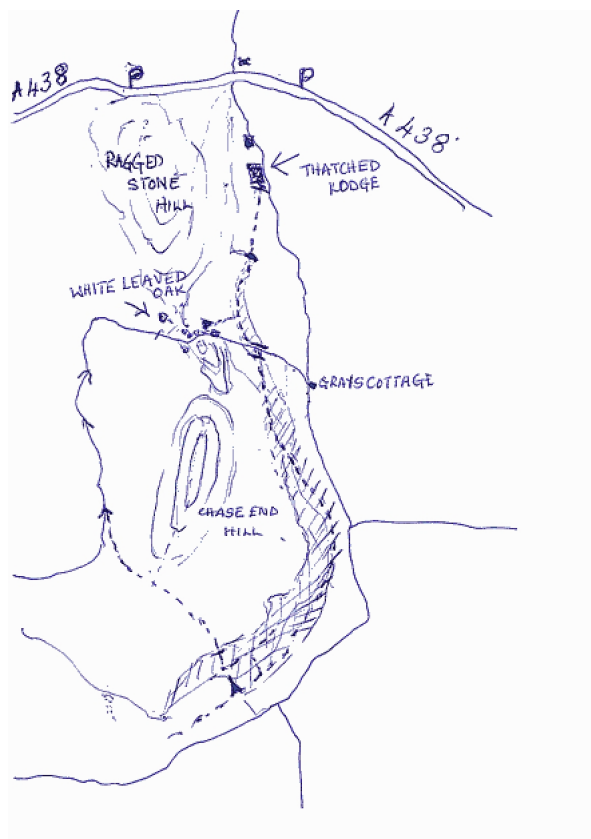 A438
P
P
A438
RAGGED
STONE
HILL
THATCHED
LODGE
WHITE LEAVED
OAK
GRAYS COTTAGE
CHASE END
HILL